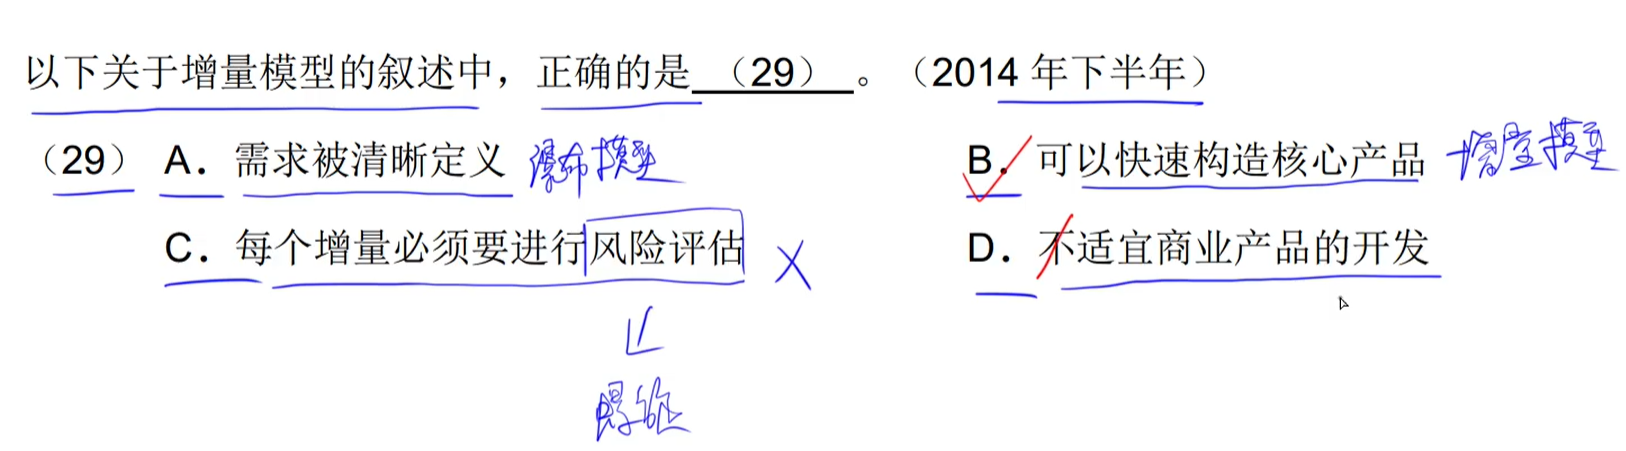 以下关于增量模型的叙述中，正确的是 （29） 。（2014 年下半年）
（29） A．需求被清晰定义 瀑布模型 B．可以快速构造核心产品 增量模型
C．每个增量必须要进行风险评估 × D．不适宜商业产品的开发
螺旋